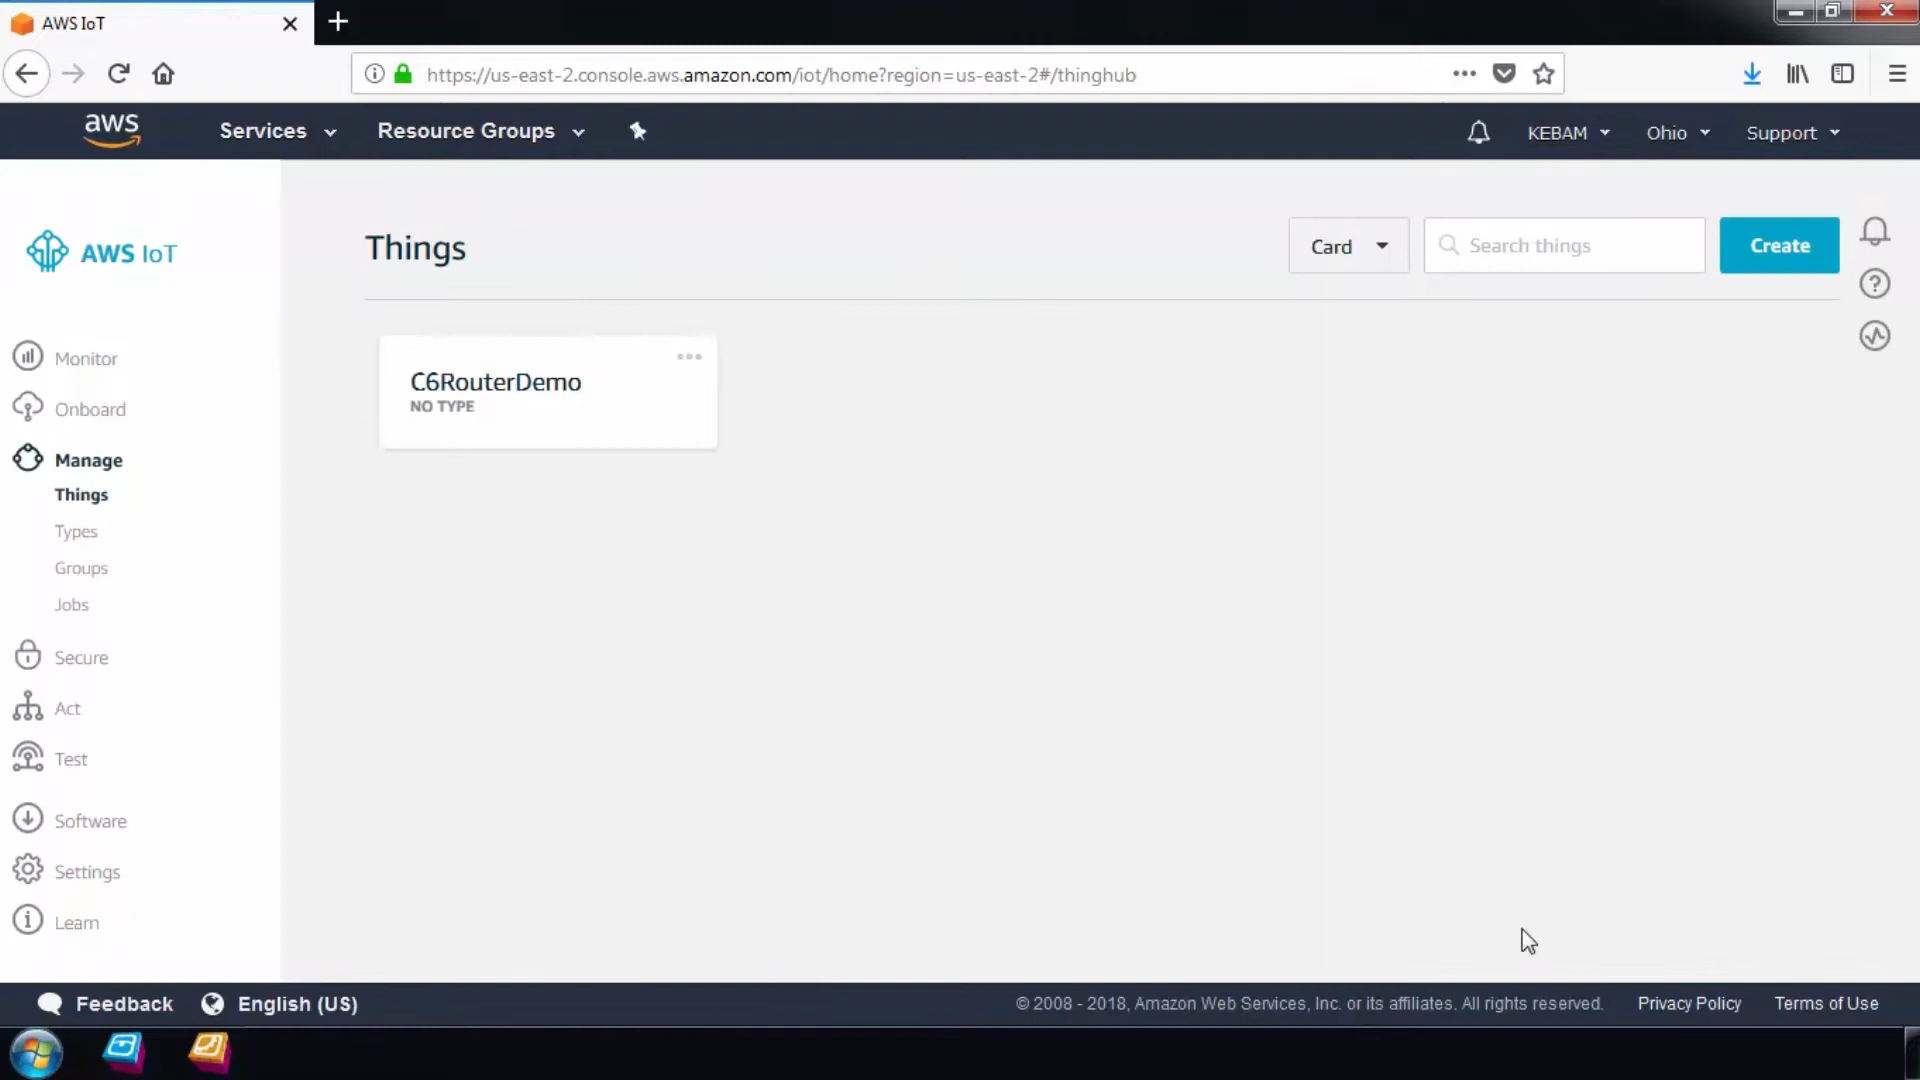 AWS IoT
https://us-east-2.console.aws.amazon.com/iot/home?region=us-east-2#/thinghub
aws
Services
Resource Groups
KEBAM
Ohio
Support
AWS IoT
Things
Card
Search things
Create
C6RouterDemo
NO TYPE
Monitor
Onboard
Manage
Things
Types
Groups
Jobs
Secure
Act
Test
Software
Settings
Learn
Feedback
English (US)
© 2008 - 2018, Amazon Web Services, Inc. or its affiliates. All rights reserved.
Privacy Policy
Terms of Use